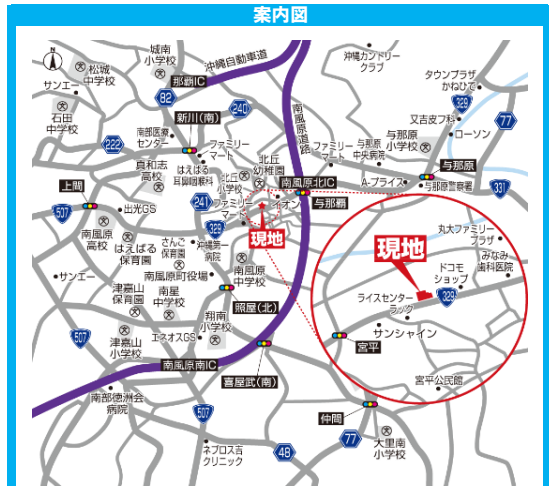 案内図
城南
小学校
松城
中学校
サンエー
那覇IC
沖縄自動車道
沖縄カントリー
クラブ
タウンプラザ
かねひで
石田
中学校
82
新川(南)
240
南風原道路
329
77
又吉皮フ科
ローソン
222
南部医療
センター
ファミリー
マート
与那原
中央病院
ファミリー
マート
与那原
小学校
真和志
高校
はえばる
耳鼻咽喉科
北丘
幼稚園
北丘
小学校
南風原北IC
A-プライス
与那原
与那原警察署
331
上間
507
出光GS
241
ファミリー
マート
イオン
与那覇
南風原
高校
はえばる
保育園
さんご
保育園
329
沖縄第一
病院
現地
サンエー
南風原町役場
南風原
中学校
津嘉山
保育園
南星
中学校
照屋(北)
翔南
小学校
507
津嘉山
小学校
エネオスGS
南風原南IC
喜屋武(南)
南部徳洲会
病院
507
ネプロス吉
クリニック
48
77
仲間
大里南
小学校
宮平
現地
丸大ファミリー
プラザ
みなみ
歯科医院
ドコモ
ショップ
329
ライスセンター
ラック
サンシャイン
宮平公民館